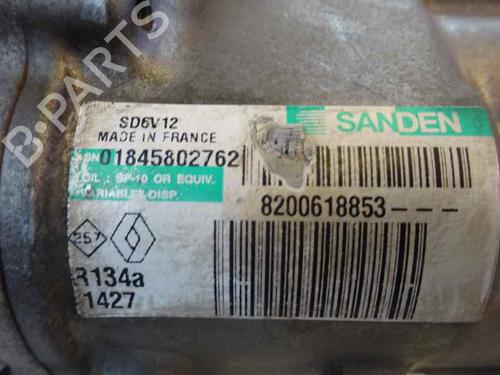 SD6V12
MADE IN FRANCE
SANDEN
SN 01845802762
OIL : SP-10 OR EQUIV.
VARIABLE DISP.
8200618853---
257
R134a
1427
B-PARTS